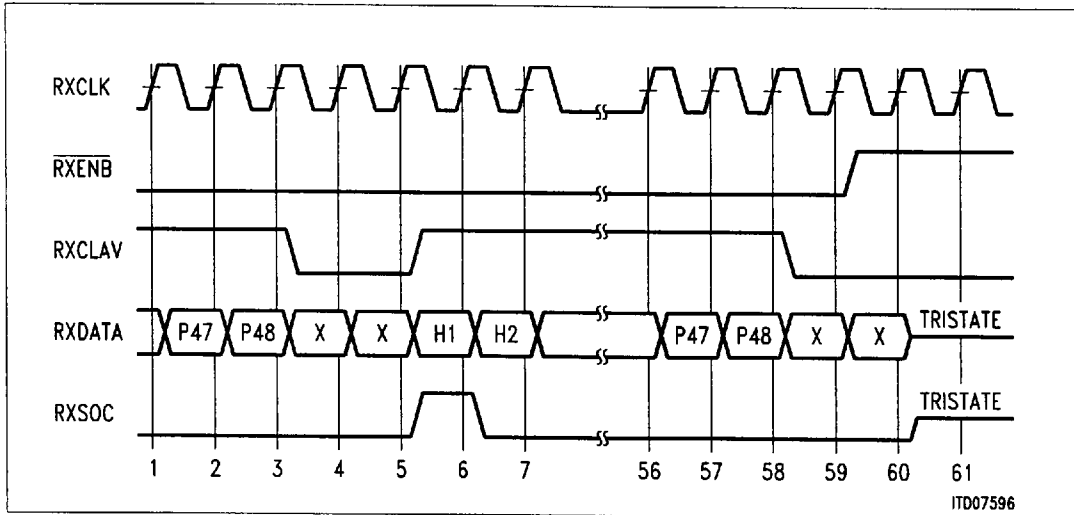 RXCLK
RXENB
RXCLAV
RXDATA P47 P48 X X H1 H2 P47 P48 X X TRISTATE
RXSOC TRISTATE
1 2 3 4 5 6 7 56 57 58 59 60 61
ITD07596